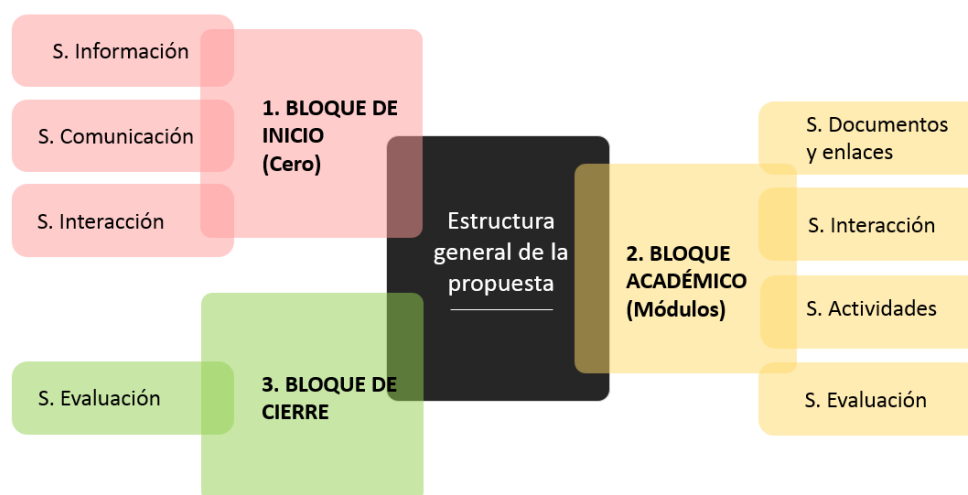 S. Información
S. Comunicación
S. Interacción
1. BLOQUE DE
INICIO
(Cero)
Estructura
general de la
propuesta
2. BLOQUE
ACADÉMICO
(Módulos)
S. Documentos
y enlaces
S. Interacción
S. Actividades
S. Evaluación
3. BLOQUE DE
CIERRE
S. Evaluación